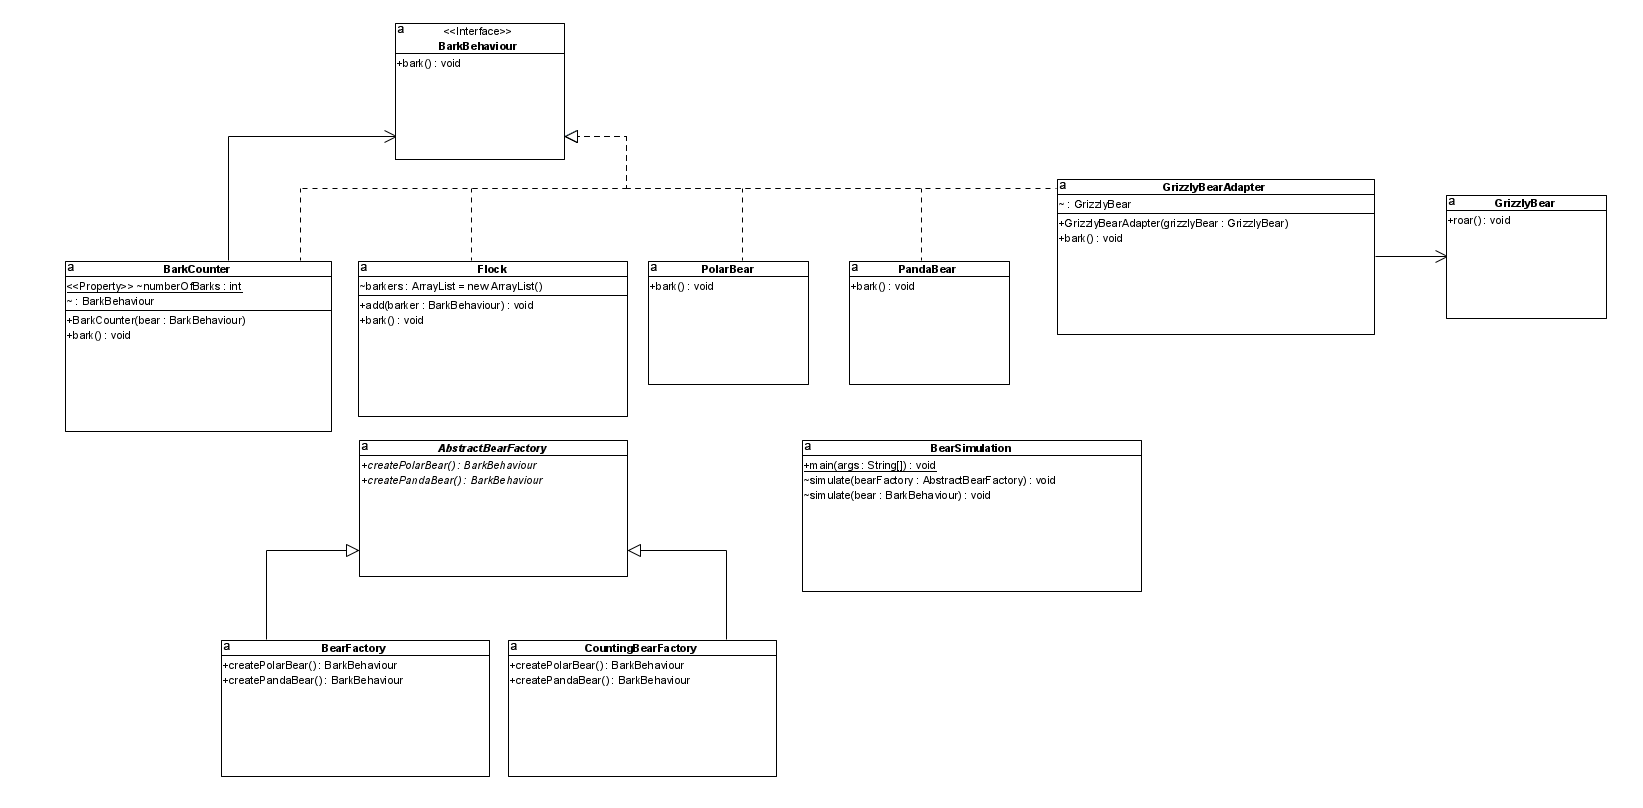 a
<<Interface>>
BarkBehaviour
+bark() : void
a
GrizzlyBearAdapter
~ : GrizzlyBear
+GrizzlyBearAdapter(grizzlyBear : GrizzlyBear)
+bark() : void
a
GrizzlyBear
+roar() : void
a
BarkCounter
<<Property>> ~numberOfBarks : int
~ : BarkBehaviour
+BarkCounter(bear : BarkBehaviour)
+bark() : void
a
Flock
~barkers : ArrayList = new ArrayList()
+add(barker : BarkBehaviour) : void
+bark() : void
a
PolarBear
+bark() : void
a
PandaBear
+bark() : void
a
AbstractBearFactory
+createPolarBear() : BarkBehaviour
+createPandaBear() : BarkBehaviour
a
BearSimulation
+main(args : String[]) : void
~simulate(bearFactory : AbstractBearFactory) : void
~simulate(bear : BarkBehaviour) : void
a
BearFactory
+createPolarBear() : BarkBehaviour
+createPandaBear() : BarkBehaviour
a
CountingBearFactory
+createPolarBear() : BarkBehaviour
+createPandaBear() : BarkBehaviour